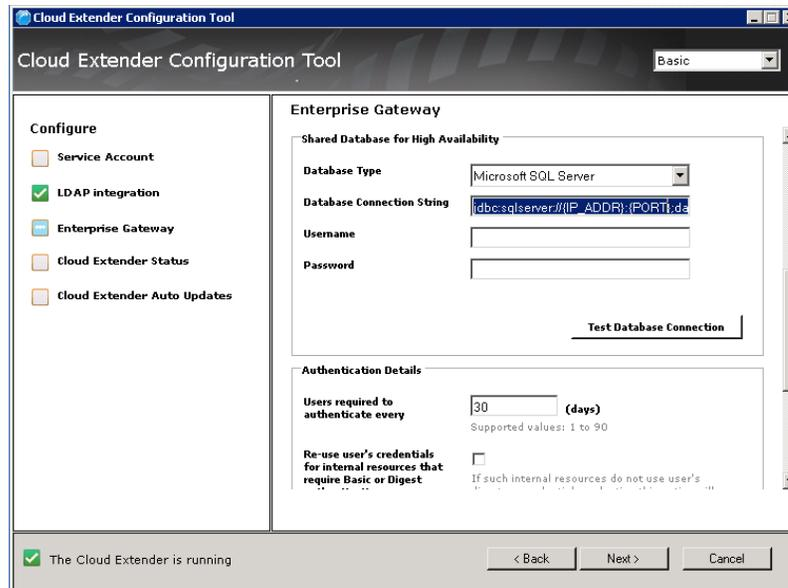 Cloud Extender Configuration Tool
Cloud Extender Configuration Tool
Basic
Configure
Service Account
LDAP integration
Enterprise Gateway
Cloud Extender Status
Cloud Extender Auto Updates
Enterprise Gateway
Shared Database for High Availability
Database Type
Microsoft SQL Server
Database Connection String
jdbc:sqlserver://{IP_ADDR}:{PORT};da
Username
Password
Test Database Connection
Authentication Details
Users required to
authenticate every
30
(days)
Supported values: 1 to 90
Re-use user's credentials
for internal resources that
require Basic or Digest
If such internal resources do not use user's
The Cloud Extender is running
< Back
Next >
Cancel